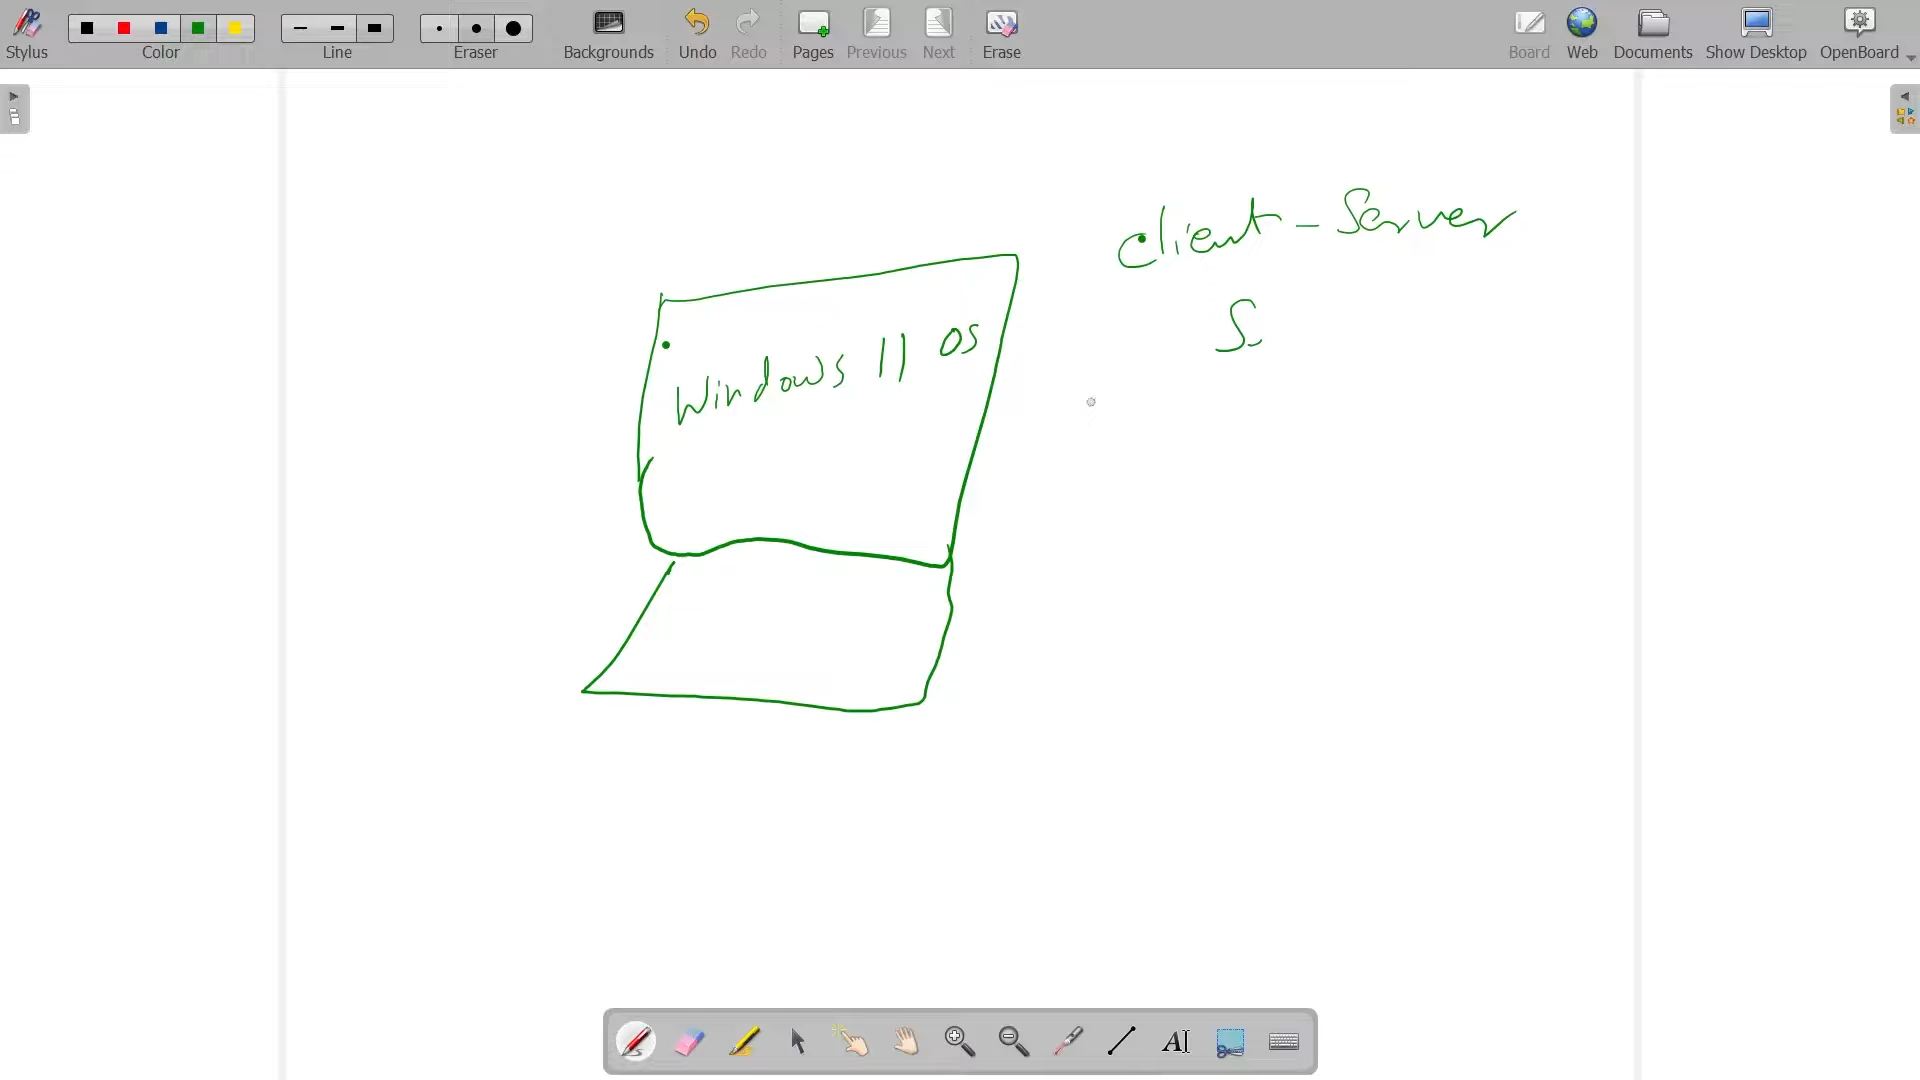 Stylus Color Line Eraser Backgrounds Undo Redo Pages Previous Next Erase Board Web Documents Show Desktop OpenBoard
client - Server
S
Windows 11 OS
AI